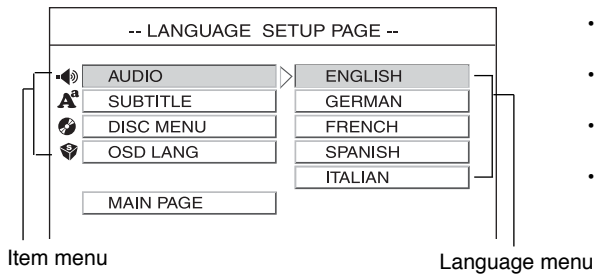 -- LANGUAGE SETUP PAGE --
AUDIO ENGLISH
SUBTITLE GERMAN
DISC MENU FRENCH
OSD LANG SPANISH
ITALIAN
MAIN PAGE
Item menu
Language menu